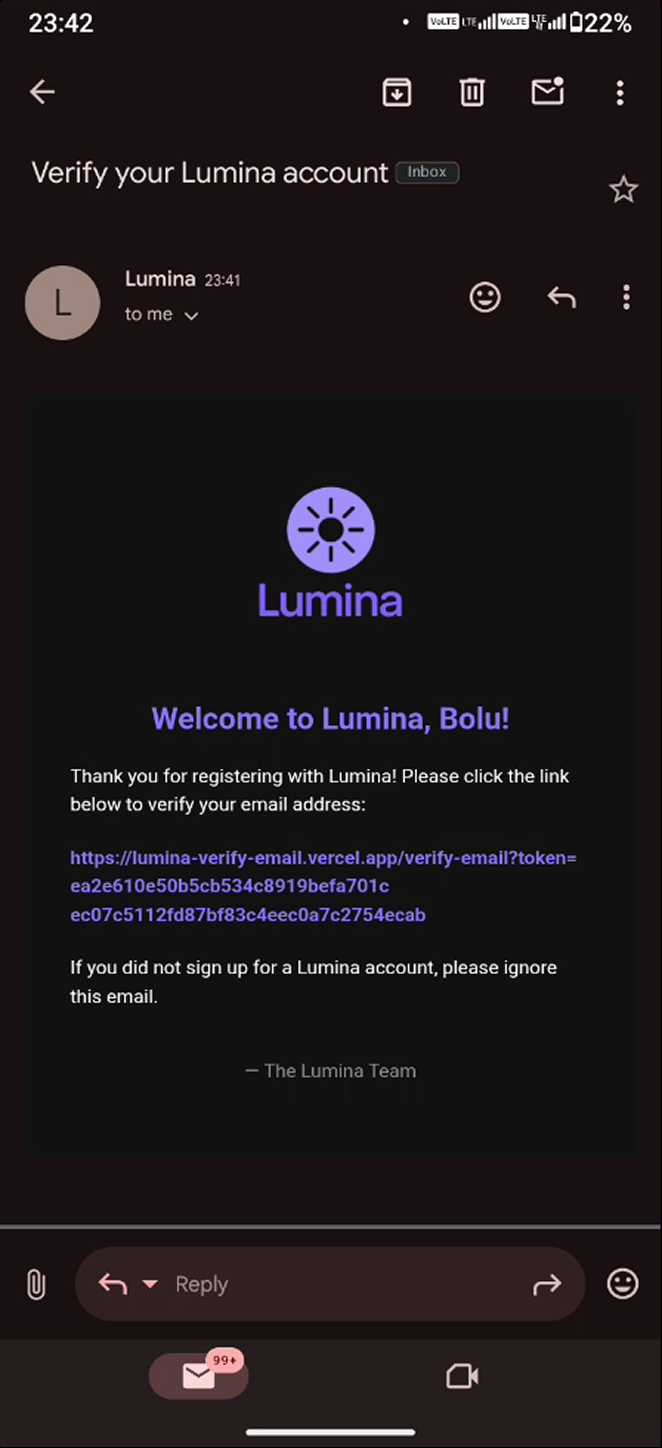 23:42
VoLTE LTE VoLTE LTE 22%
Verify your Lumina account Inbox
L
Lumina 23:41
to me
Lumina
Welcome to Lumina, Bolu!
Thank you for registering with Lumina! Please click the link
below to verify your email address:
https://lumina-verify-email.vercel.app/verify-email?token=
ea2e610e50b5cb534c8919befa701c
ec07c5112fd87bf83c4eec0a7c2754ecab
If you did not sign up for a Lumina account, please ignore
this email.
— The Lumina Team
Reply
99+